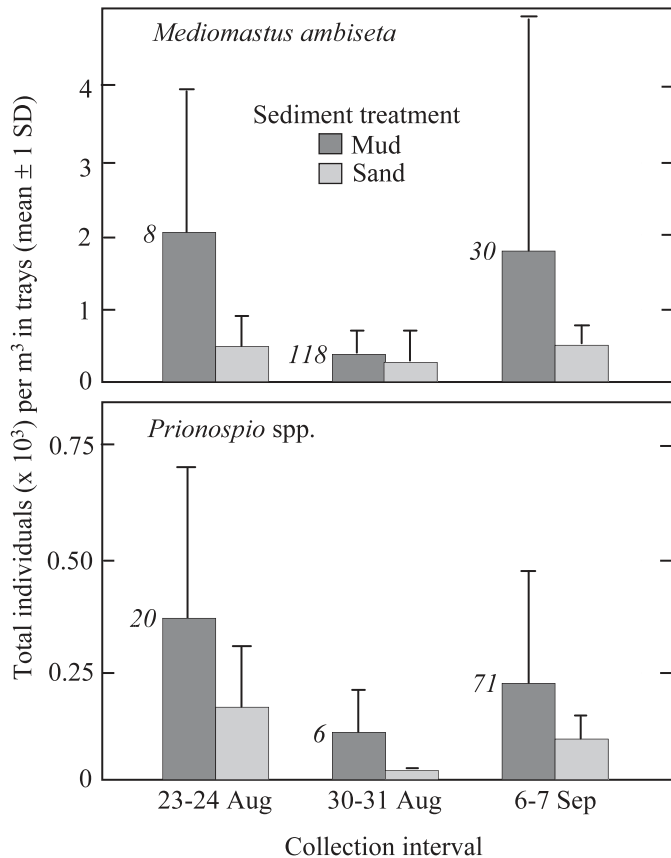 Mediomastus ambiseta
Sediment treatment
Mud
Sand
4
3
2
1
0
8
118
30
Total individuals (x 10³) per m³ in trays (mean ± 1 SD)
Prionospio spp.
0.75
0.50
0.25
0
20
6
71
23-24 Aug 30-31 Aug 6-7 Sep
Collection interval